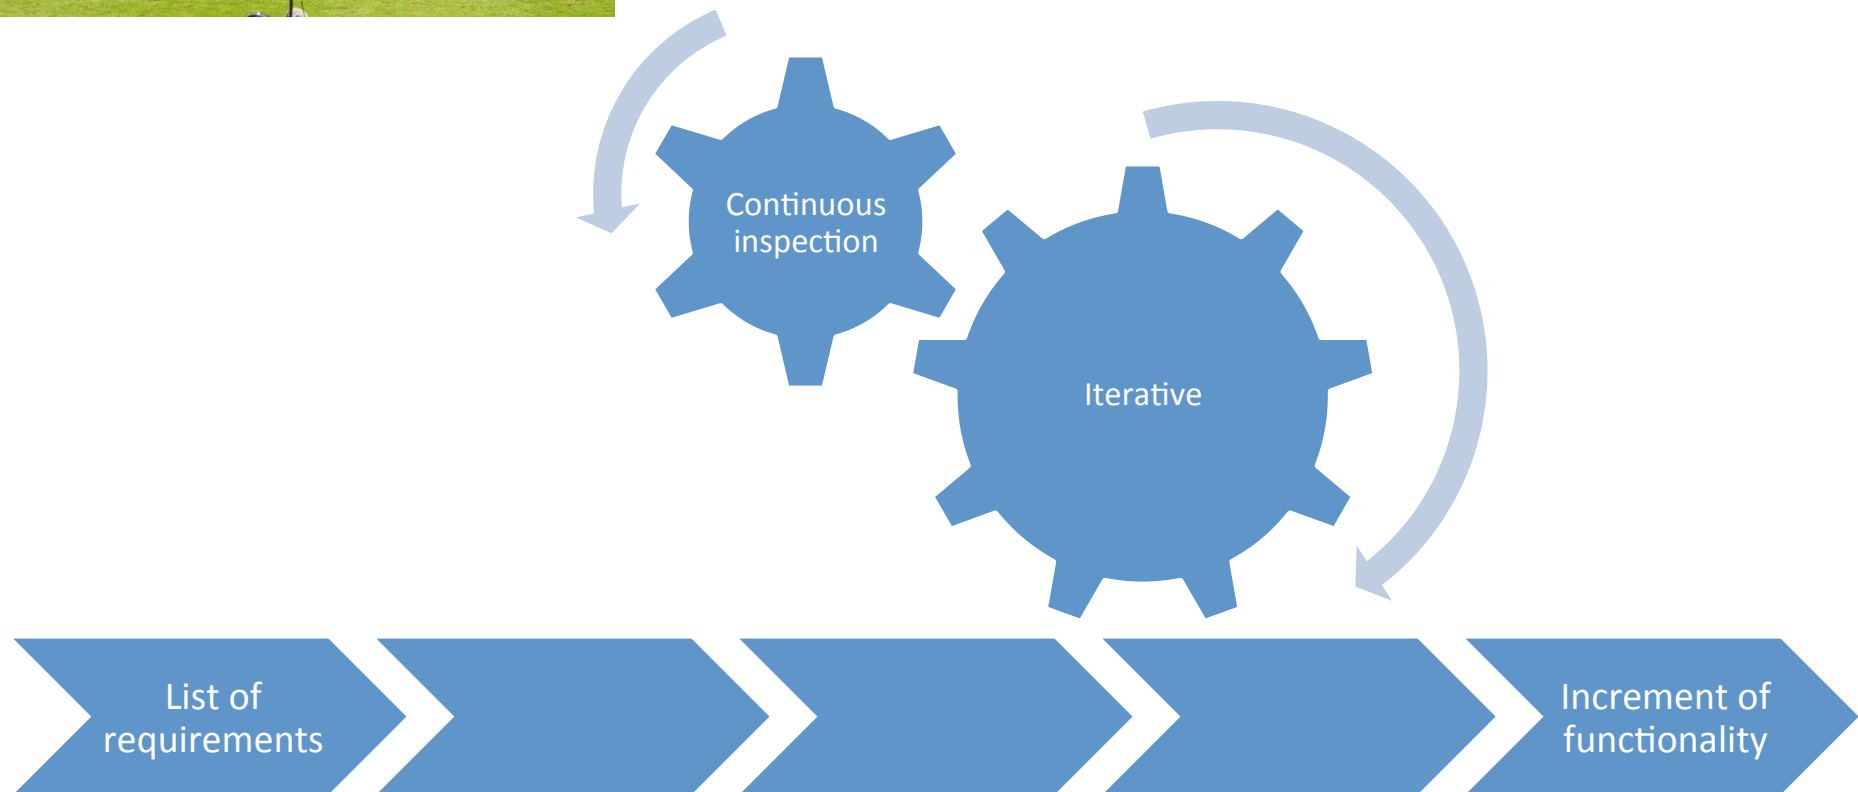 Continuous
inspection
Iterative
List of
requirements
Increment of
functionality